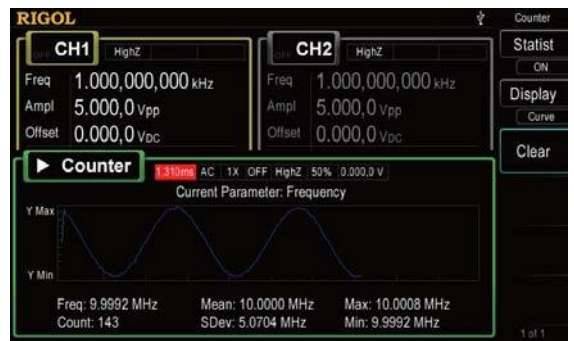 RIGOL
Counter
OFF CH1 HighZ
OFF CH2 HighZ
Freq 1.000,000,000 kHz
Ampl 5.000,0 Vpp
Offset 0.000,0 VDC
Freq 1.000,000,000 kHz
Ampl 5.000,0 Vpp
Offset 0.000,0 VDC
Statist
ON
Display
Curve
Clear
Counter 1.310ms AC 1X OFF HighZ 50% 0.000,0 V
Current Parameter: Frequency
Y Max
Y Min
Freq: 9.9992 MHz Mean: 10.0000 MHz Max: 10.0008 MHz
Count: 143 SDev: 5.0704 MHz Min: 9.9992 MHz
1 of 1